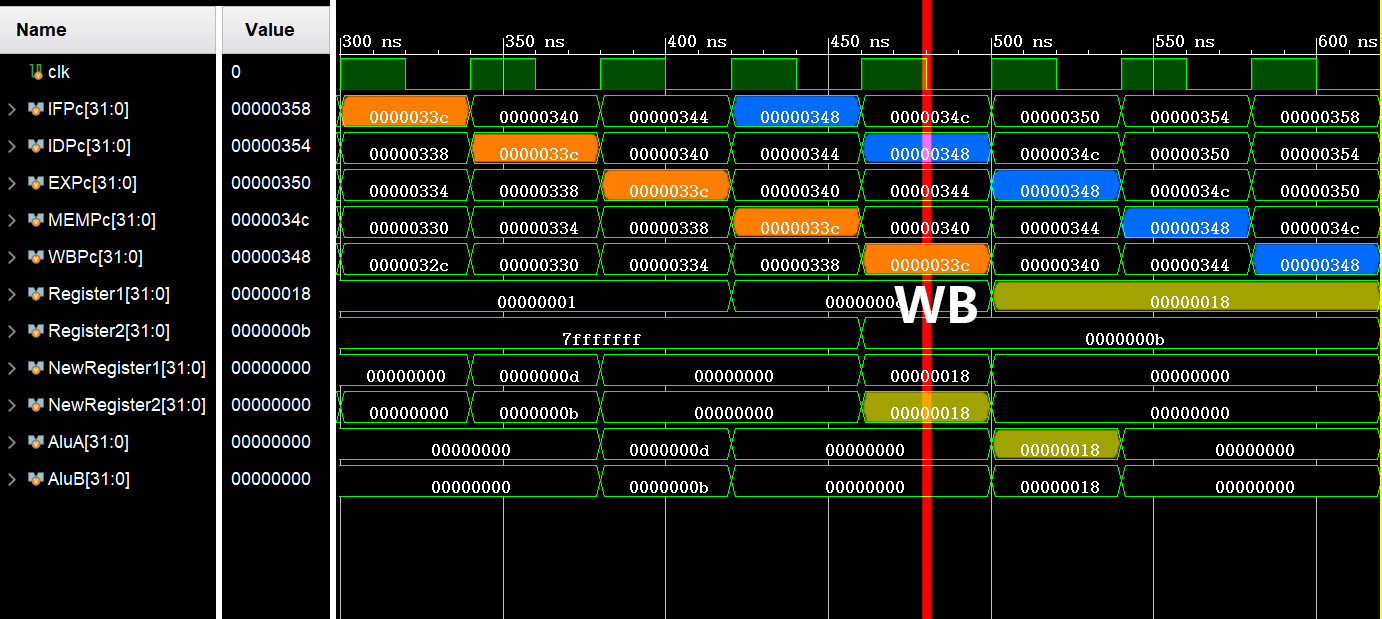 Name Value
300 ns 350 ns 400 ns 450 ns 500 ns 550 ns 600 ns
clk 0
IFPc[31:0] 00000358 0000033c 00000340 00000344 00000348 0000034c 00000350 00000354 00000358
IDPc[31:0] 00000354 00000338 0000033c 00000340 00000344 00000348 0000034c 00000350 00000354
EXPc[31:0] 00000350 00000334 00000338 0000033c 00000340 00000344 00000348 0000034c 00000350
MEMPc[31:0] 0000034c 00000330 00000334 00000338 0000033c 00000340 00000344 00000348 0000034c
WBPc[31:0] 00000348 0000032c 00000330 00000334 00000338 0000033c 00000340 00000344 00000348
Register1[31:0] 00000018 00000001 00000018
WB
Register2[31:0] 0000000b 7fffffff 0000000b
NewRegister1[31:0] 00000000 00000000 0000000d 00000000 00000018 00000000
NewRegister2[31:0] 00000000 00000000 0000000b 00000000 00000018 00000000
AluA[31:0] 00000000 00000000 0000000d 00000000 00000018 00000000
AluB[31:0] 00000000 00000000 0000000b 00000000 00000018 00000000